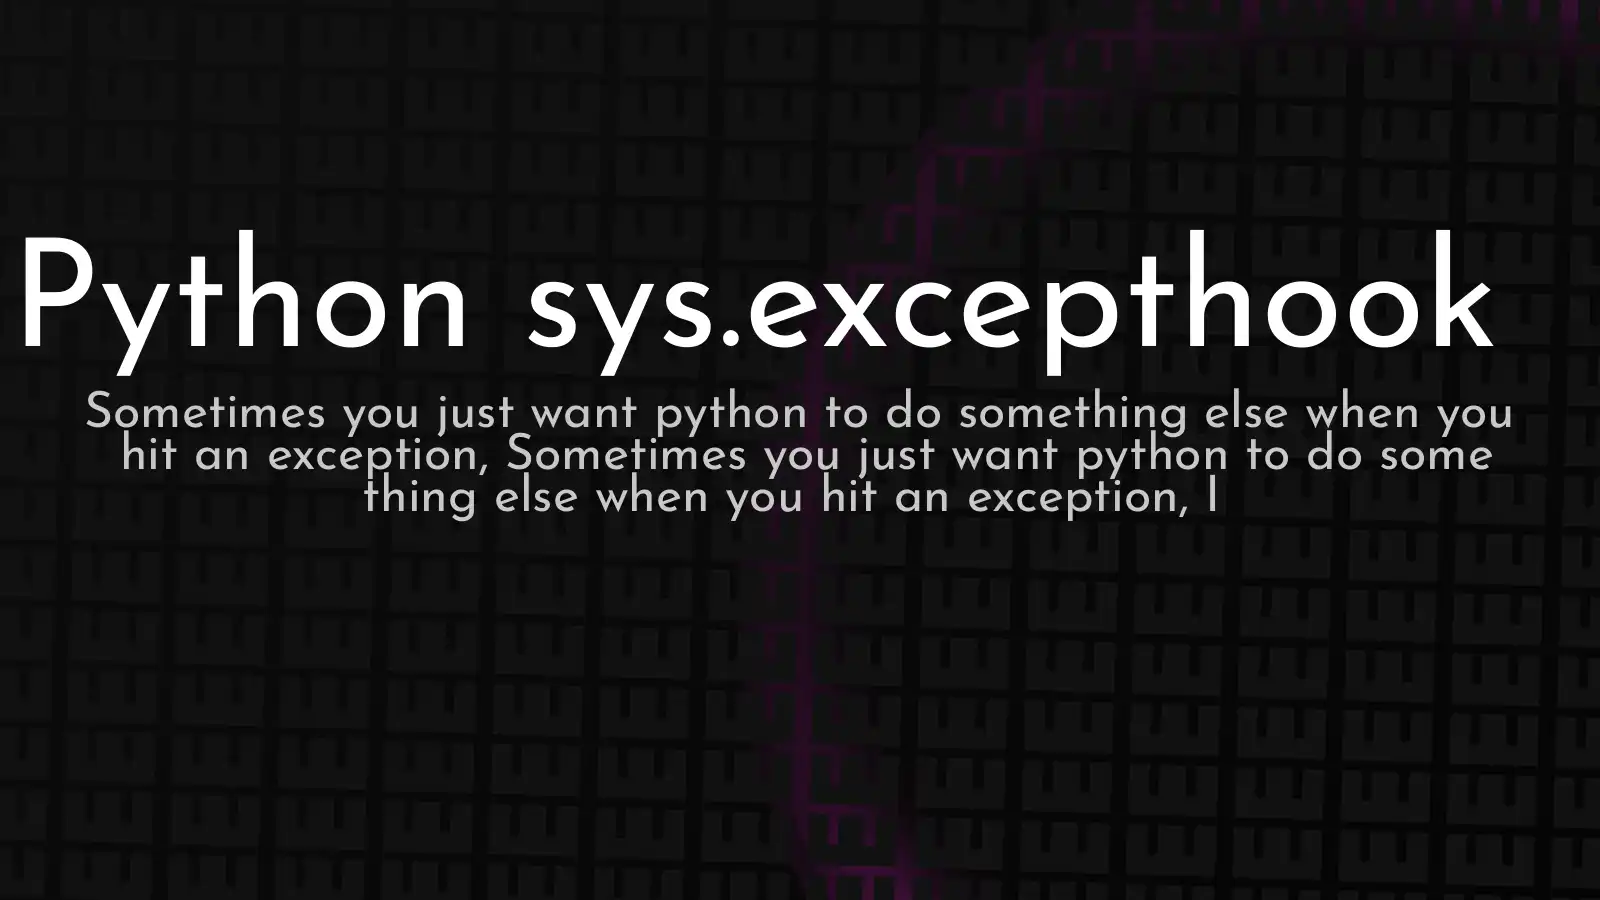 Python sys.excepthook
Sometimes you just want python to do something else when you
hit an exception, Sometimes you just want python to do some
thing else when you hit an exception, I